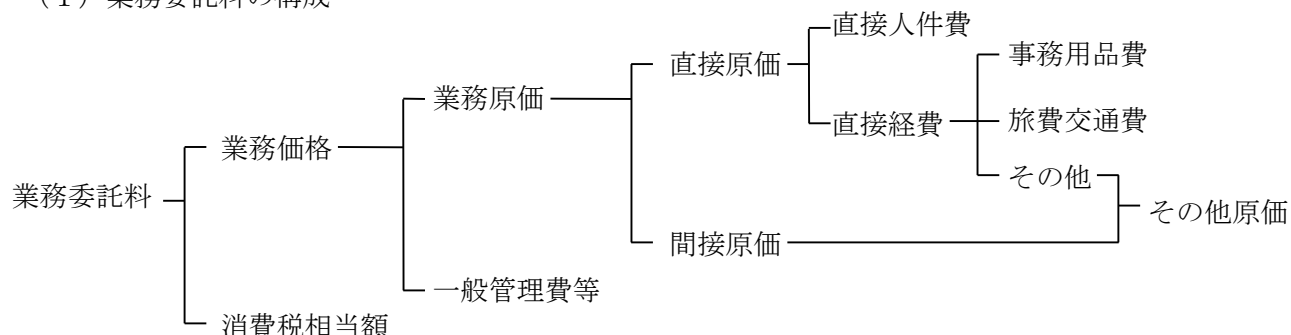 （１）業務委託料の構成
直接人件費
事務用品費
直接原価
業務原価
旅費交通費
直接経費
業務価格
その他
業務委託料
その他原価
間接原価
一般管理費等
消費税相当額